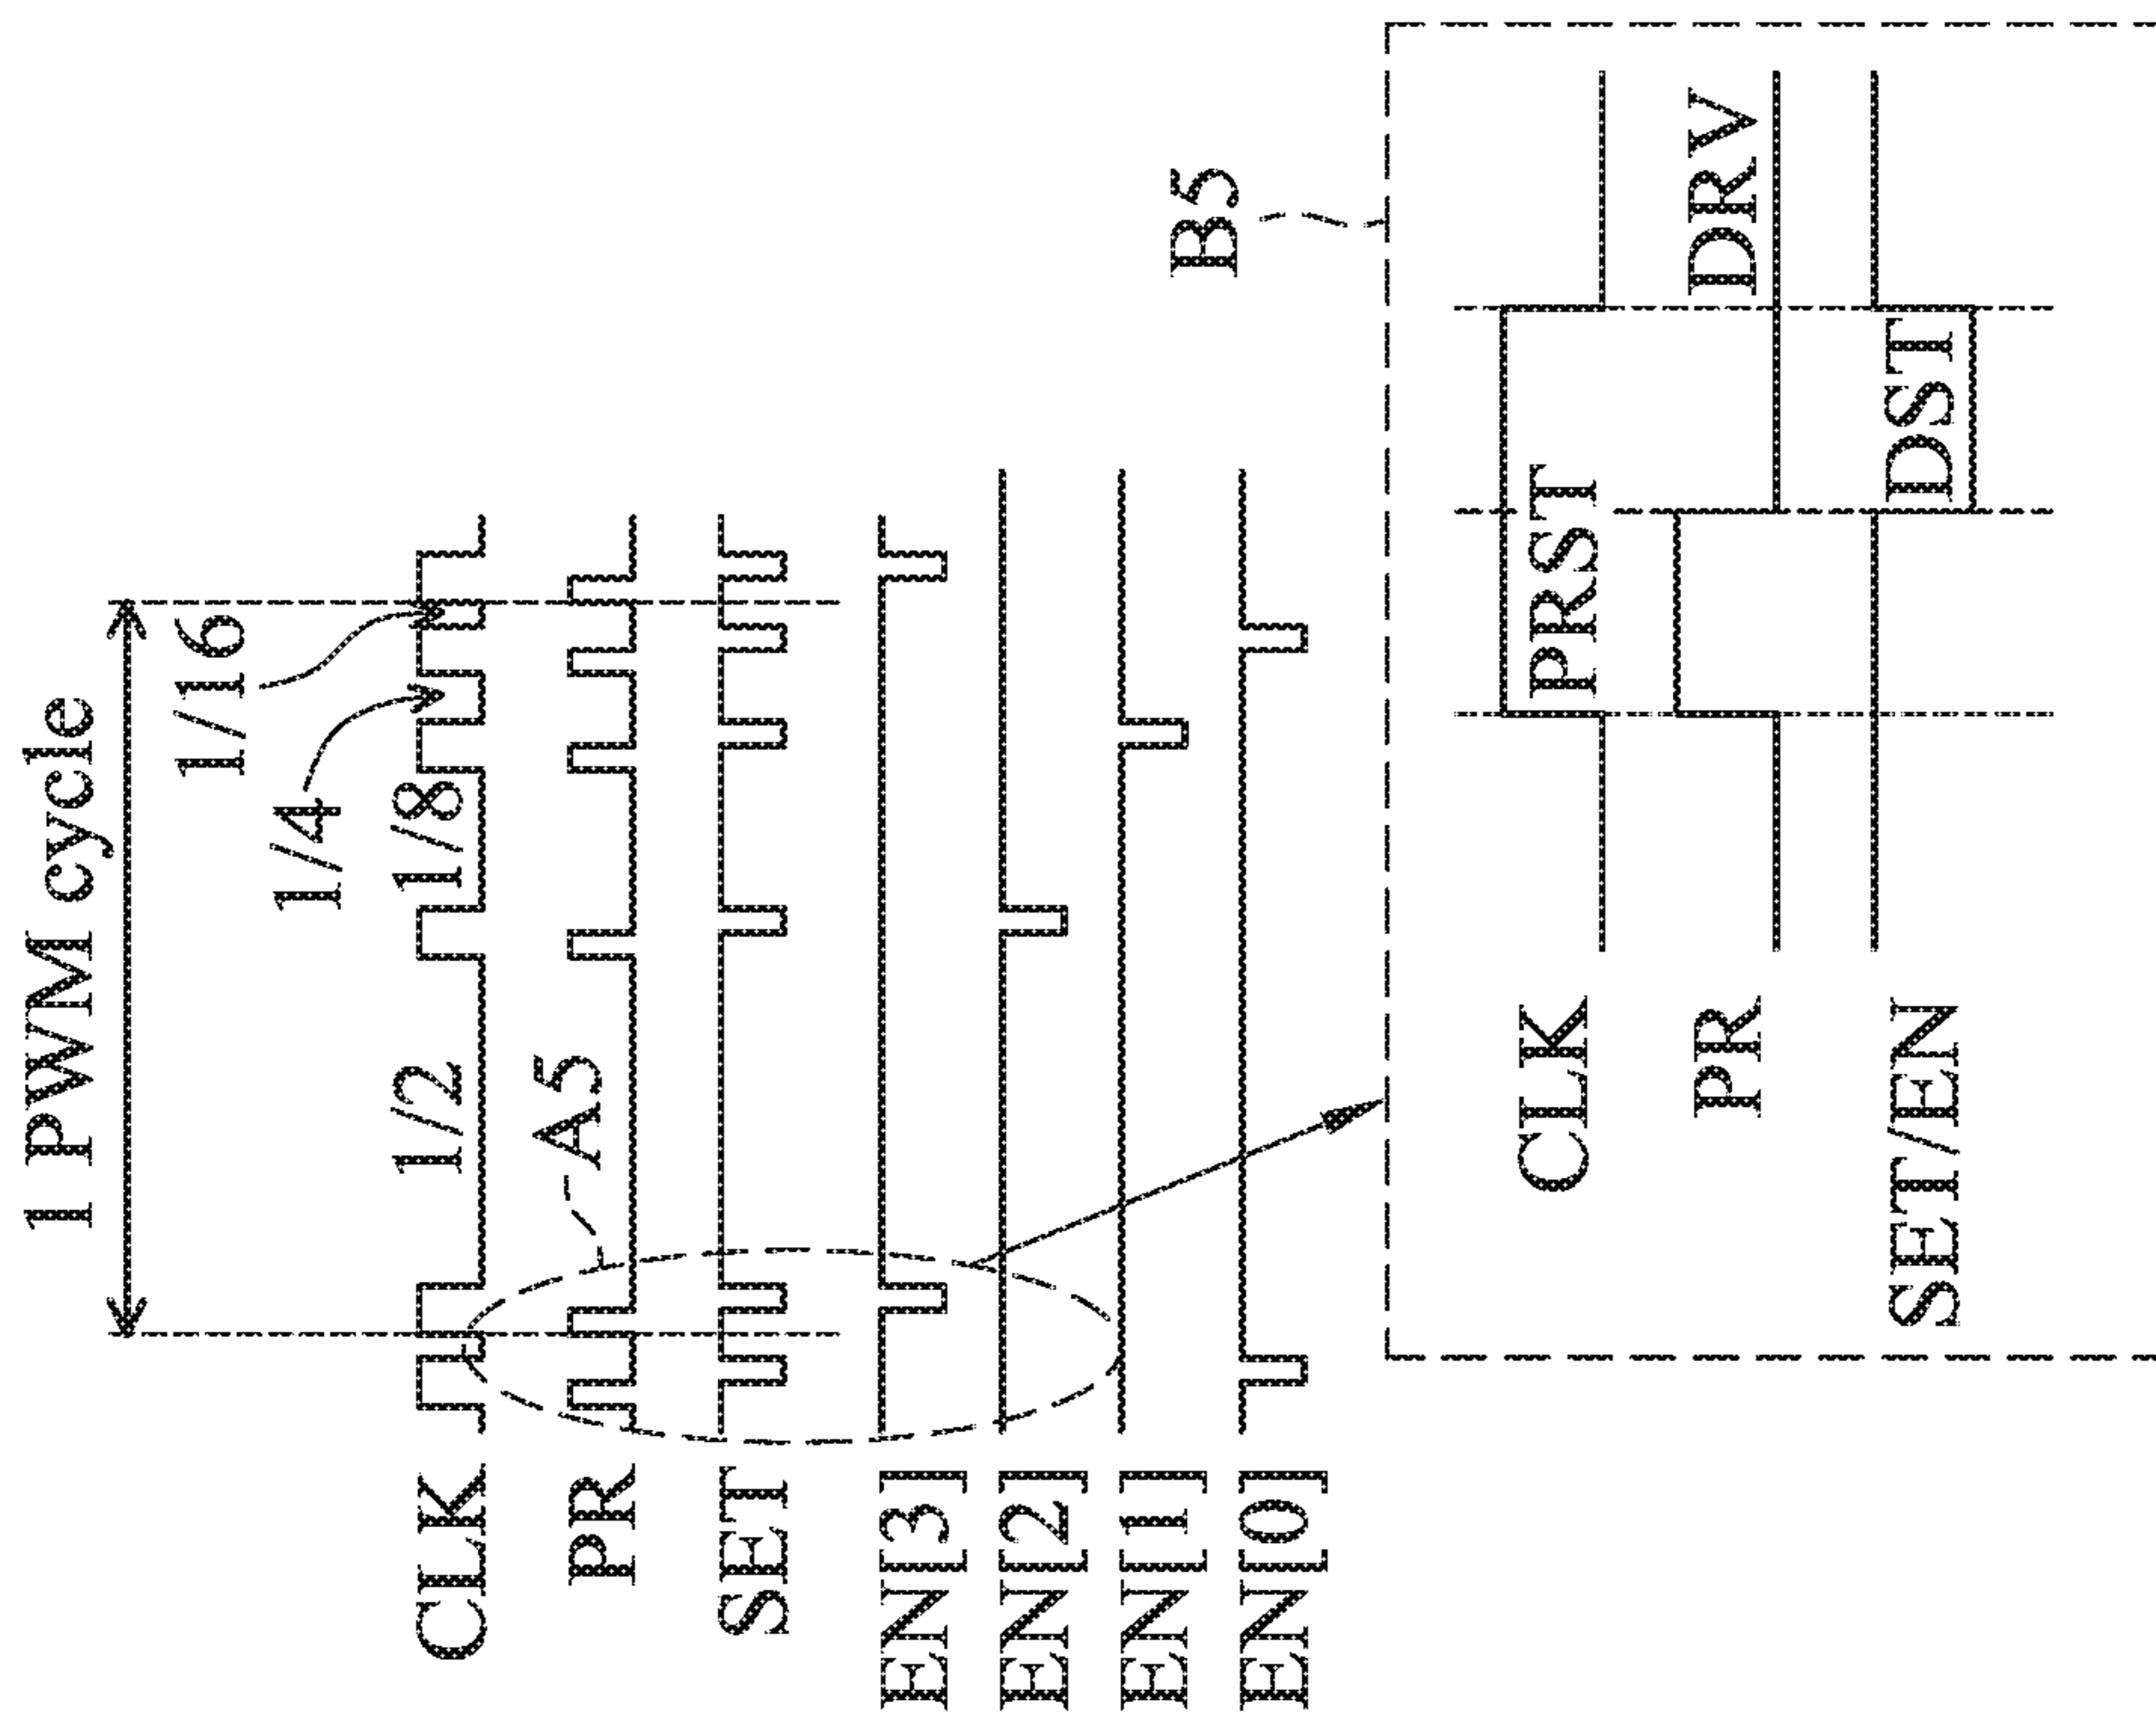 1 PWM cycle
1/16
1/4
1/2
1/8
CLK
A5
PR
SET
EN[3]
EN[2]
EN[1]
EN[0]
B5
CLK
PRST
PR
DRV
SET/EN
DST